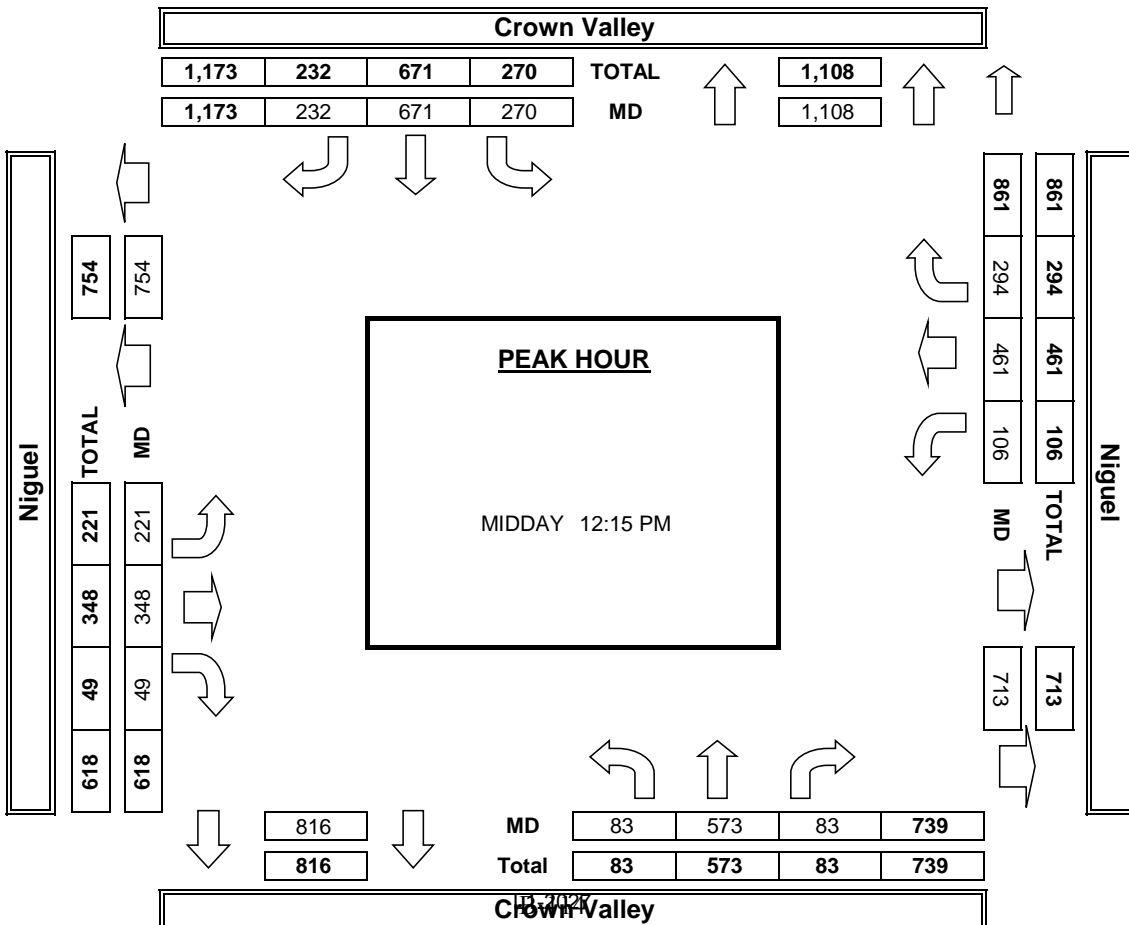 Crown Valley
1,173 232 671 270 TOTAL 1,108
1,173 232 671 270 MD 1,108
Niguel
TOTAL MD
754 754
221 221
348 348
49 49
618 618
PEAK HOUR
MIDDAY 12:15 PM
861 861
294 294
461 461
106 106
MD TOTAL
713 713
Niguel
816 MD 83 573 83 739
816 Total 83 573 83 739
Crown Valley